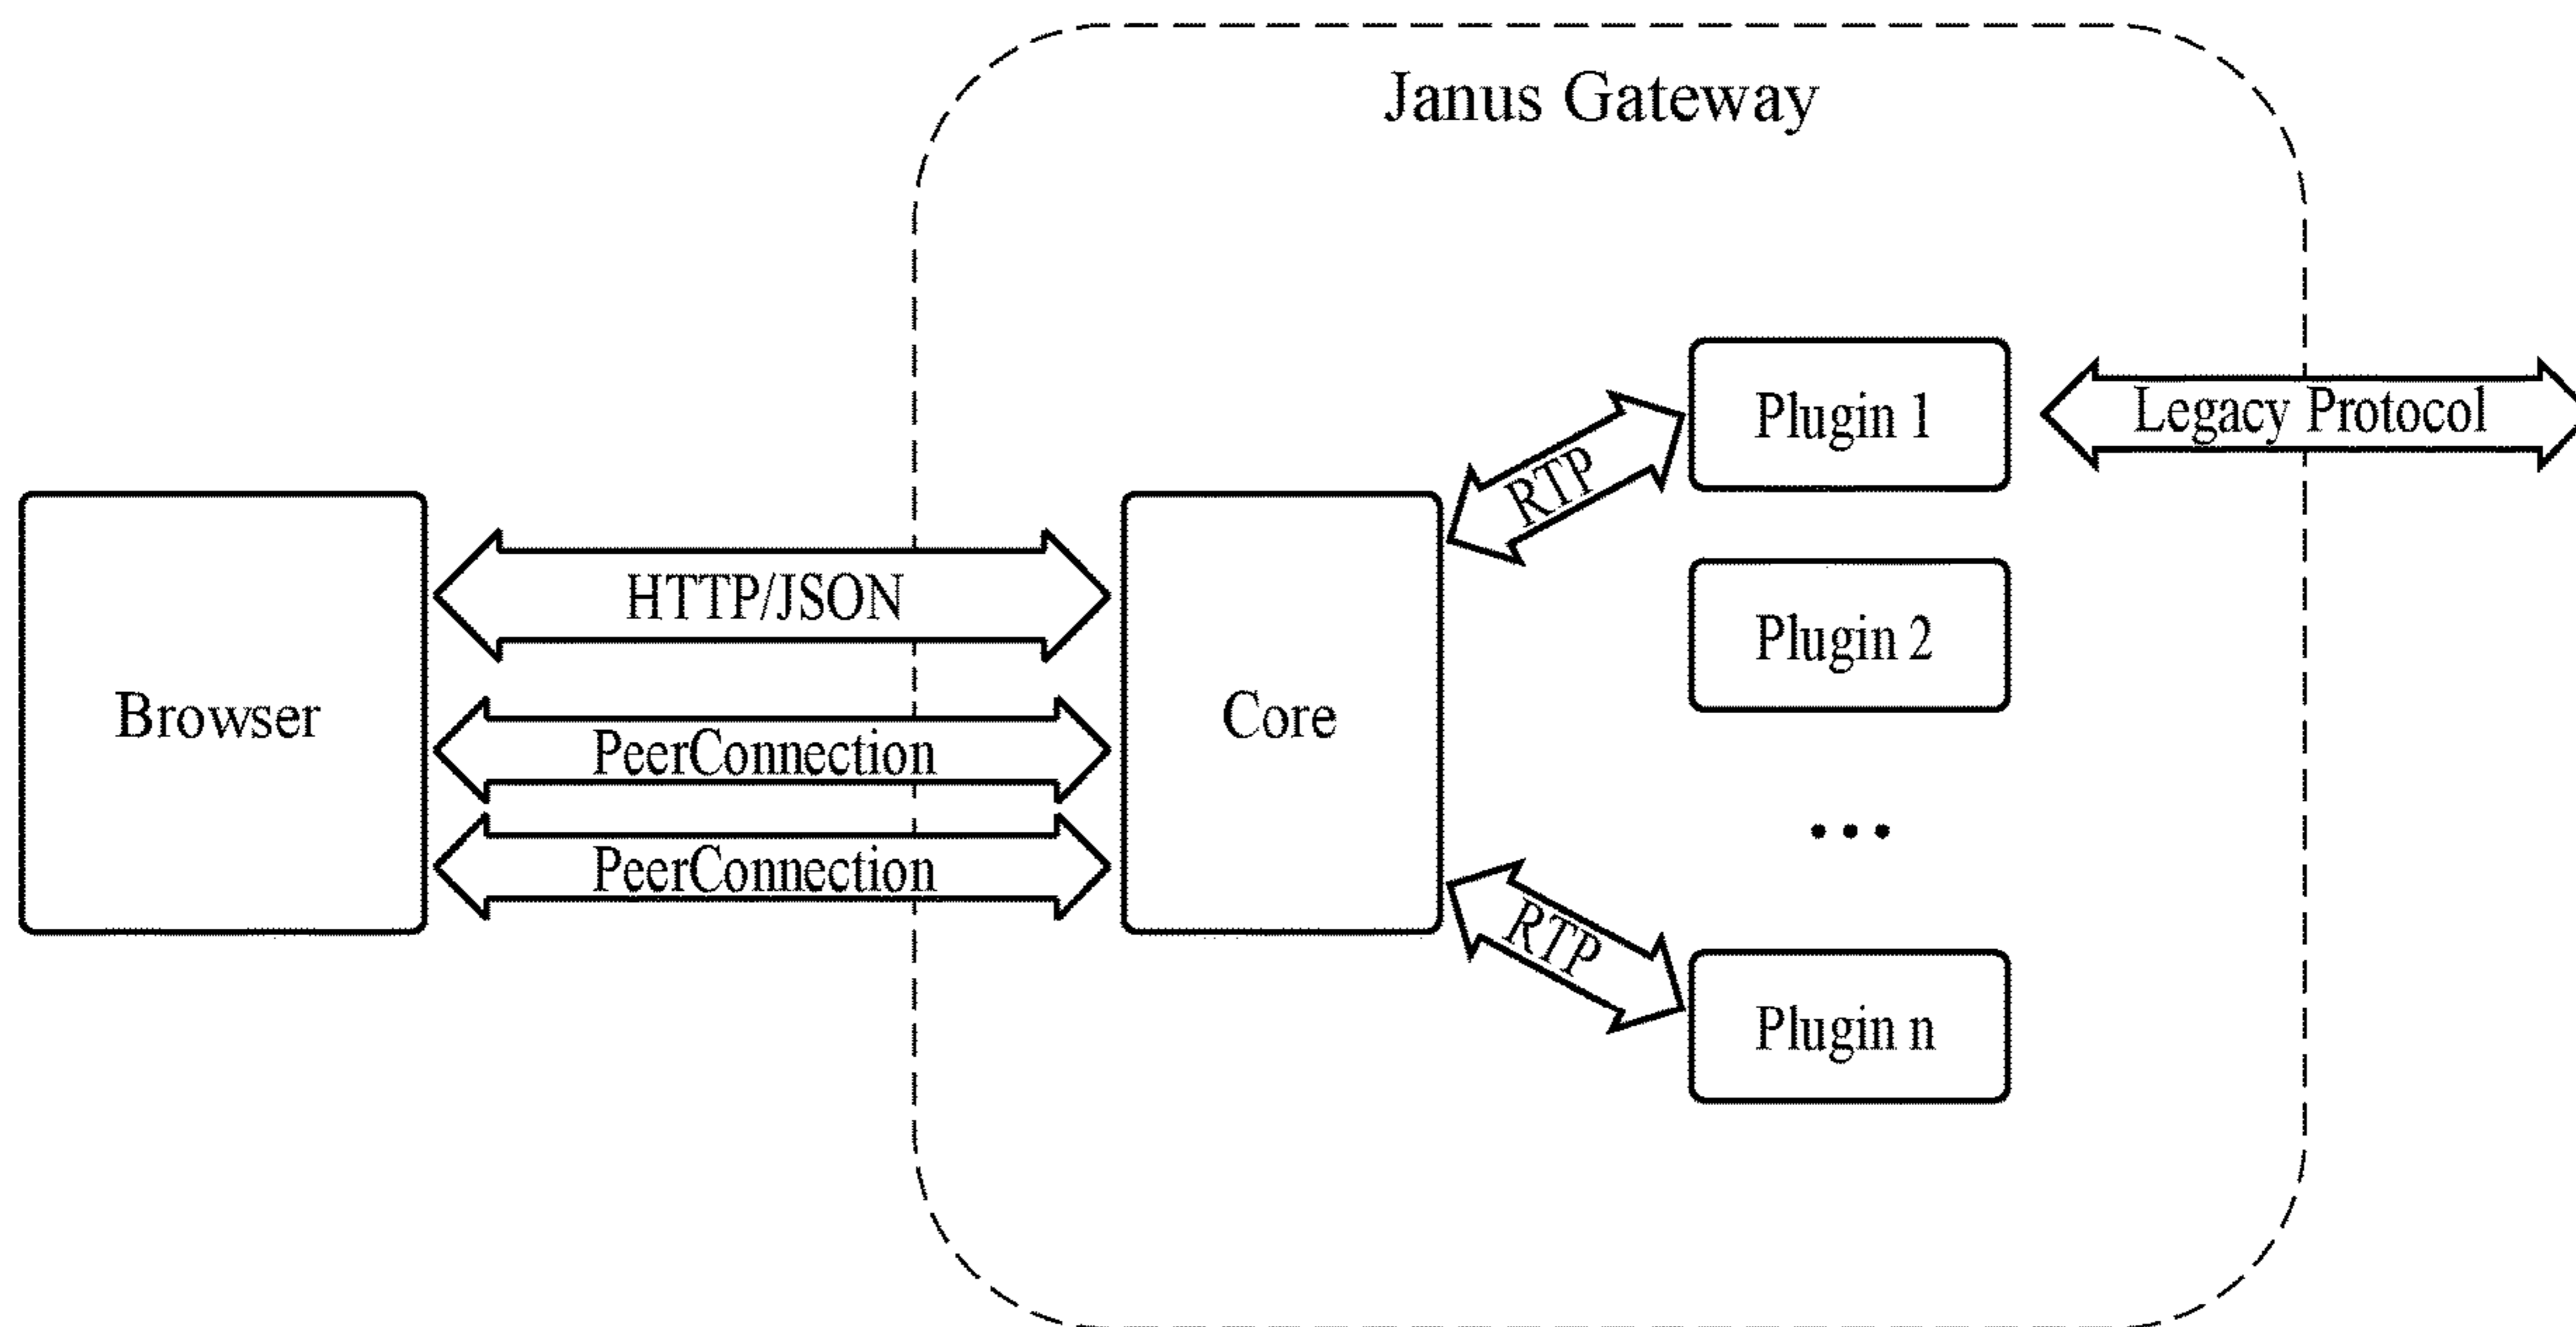 Janus Gateway
Plugin 1
Legacy Protocol
RTP
HTTP/JSON
Plugin 2
Browser
Core
PeerConnection
...
PeerConnection
RTP
Plugin n